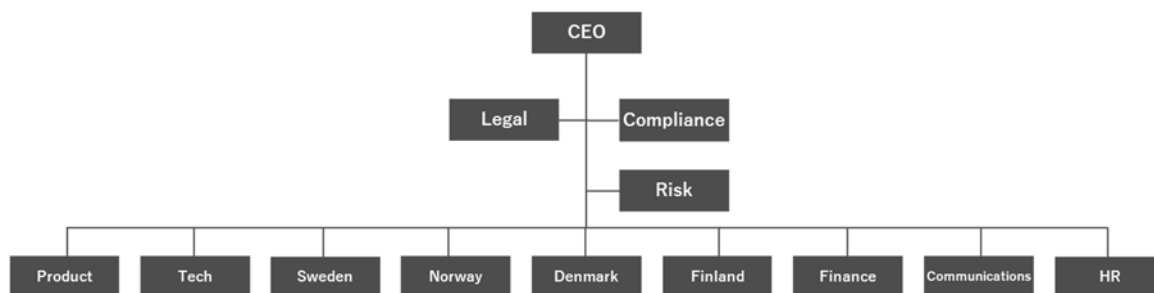 CEO
Legal
Compliance
Risk
Product
Tech
Sweden
Norway
Denmark
Finland
Finance
Communications
HR